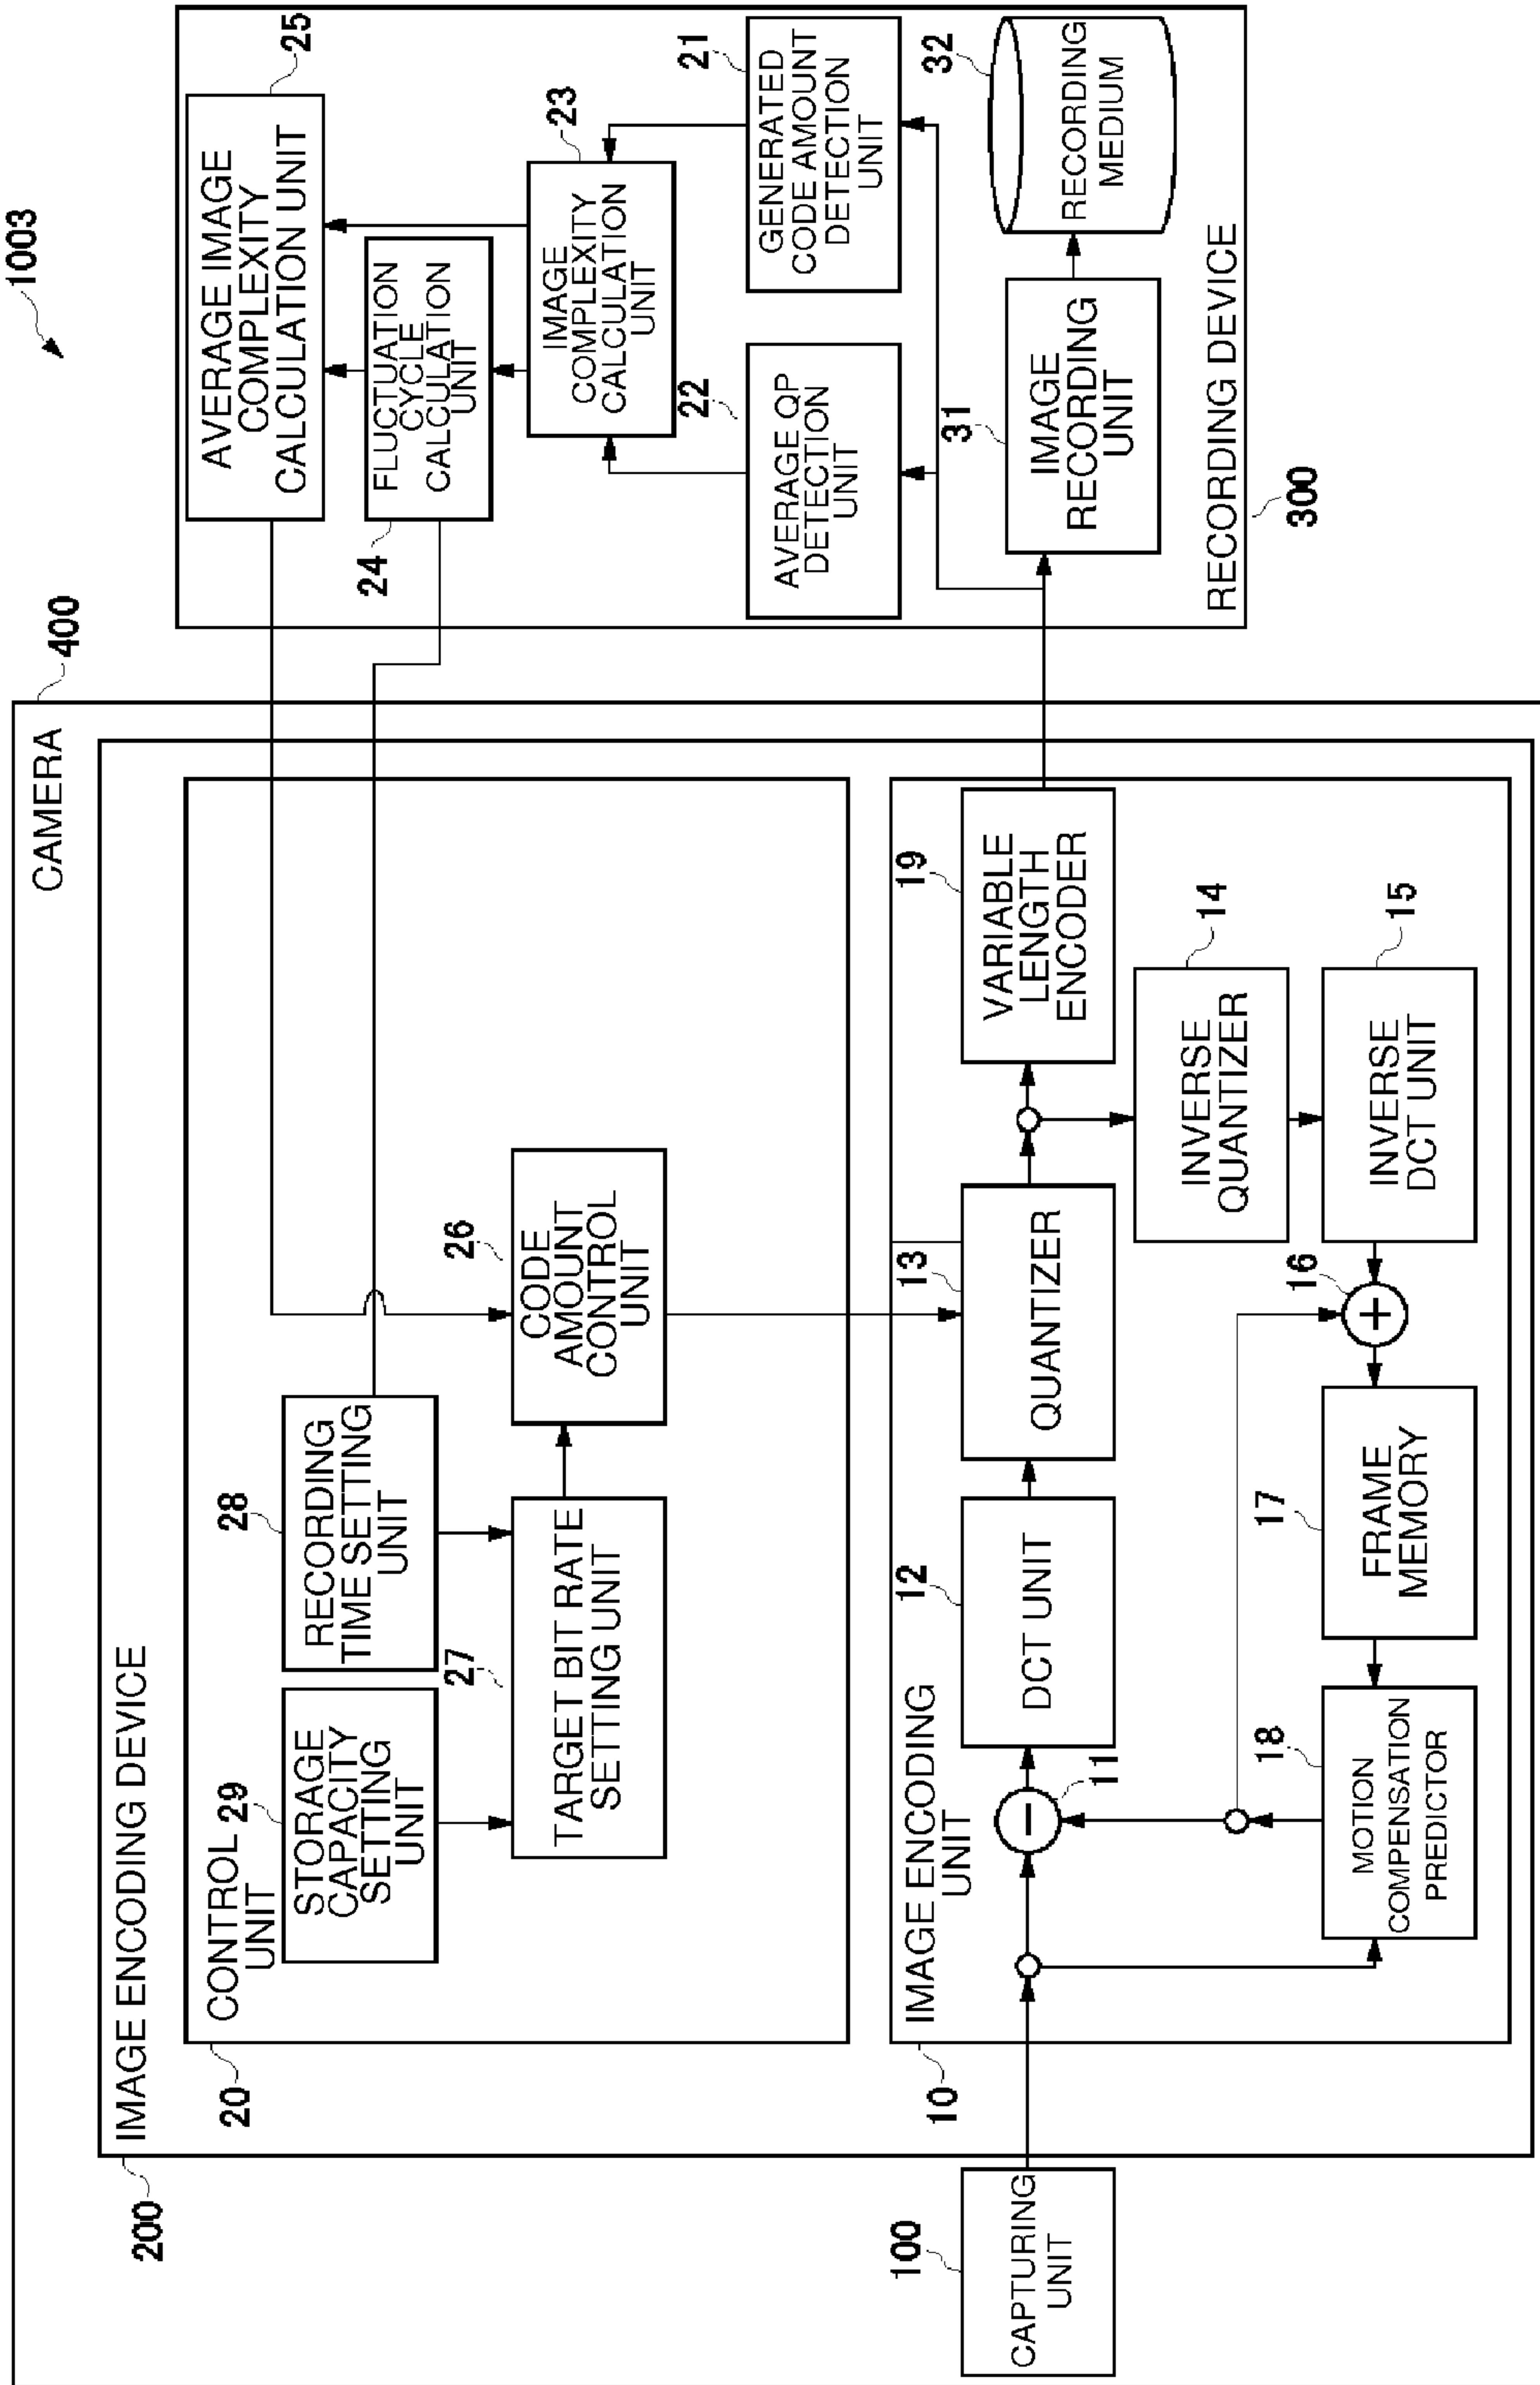 1003
CAMERA
400
IMAGE ENCODING DEVICE
200
CONTROL
UNIT
20
29
STORAGE
CAPACITY
SETTING
UNIT
28
RECORDING
TIME SETTING
UNIT
27
TARGET BIT RATE
SETTING UNIT
26
CODE
AMOUNT
CONTROL
UNIT
AVERAGE IMAGE
COMPLEXITY
CALCULATION UNIT
25
FLUCTUATION
CYCLE
CALCULATION
UNIT
24
IMAGE
COMPLEXITY
CALCULATION
UNIT
23
22
AVERAGE QP
DETECTION
UNIT
21
GENERATED
CODE AMOUNT
DETECTION
UNIT
31
IMAGE
RECORDING
UNIT
32
RECORDING
MEDIUM
RECORDING DEVICE
300
100
CAPTURING
UNIT
IMAGE ENCODING
UNIT
10
11
−
12
DCT UNIT
13
QUANTIZER
19
VARIABLE
LENGTH
ENCODER
14
INVERSE
QUANTIZER
15
INVERSE
DCT UNIT
16
+
17
FRAME
MEMORY
18
MOTION
COMPENSATION
PREDICTOR